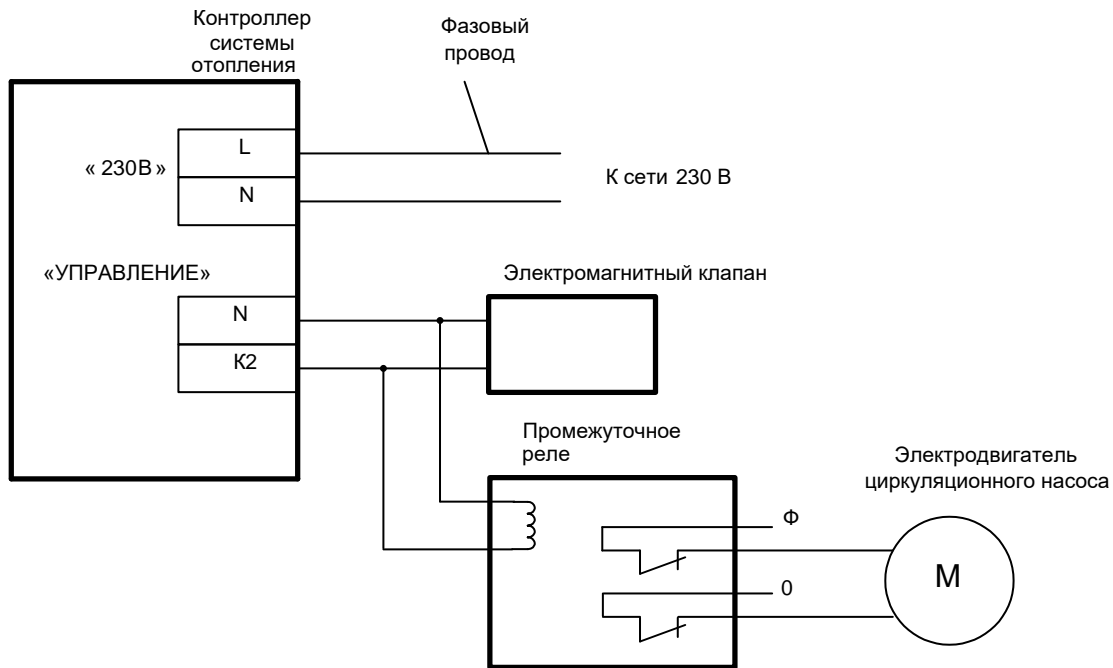 Контроллер
системы
отопления
Фазовый
провод
« 230В »
L
N
К сети 230 В
«УПРАВЛЕНИЕ»
N
К2
Электромагнитный клапан
Промежуточное
реле
Ф
0
Электродвигатель
циркуляционного насоса
М